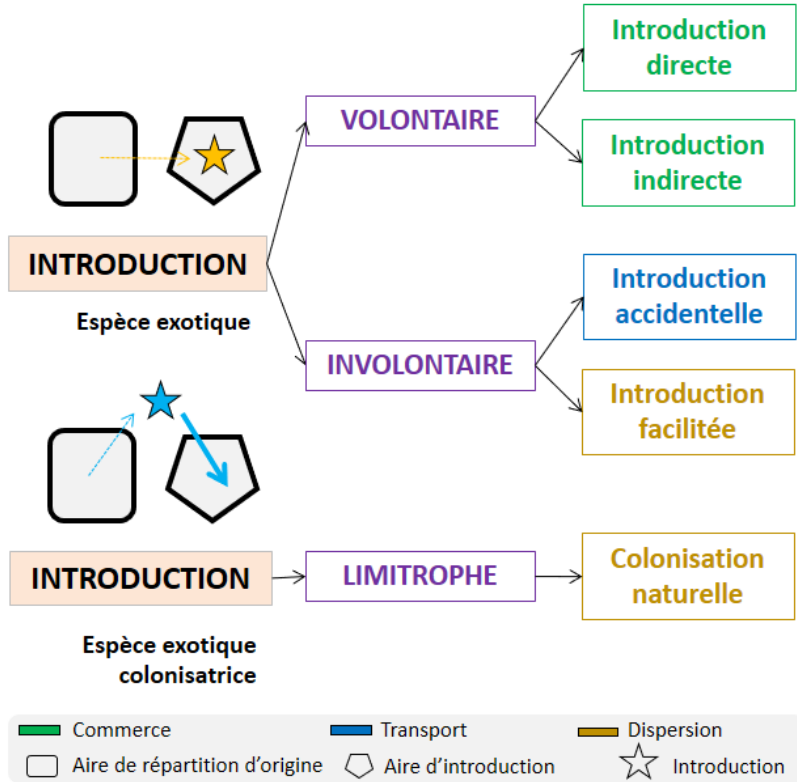 Introduction
directe
VOLONTAIRE
Introduction
indirecte
INTRODUCTION
Espèce exotique
Introduction
accidentelle
INVOLONTAIRE
Introduction
facilitée
INTRODUCTION
LIMITROPHE
Colonisation
naturelle
Espèce exotique
colonisatrice
Commerce
Transport
Dispersion
Aire de répartition d'origine
Aire d'introduction
Introduction